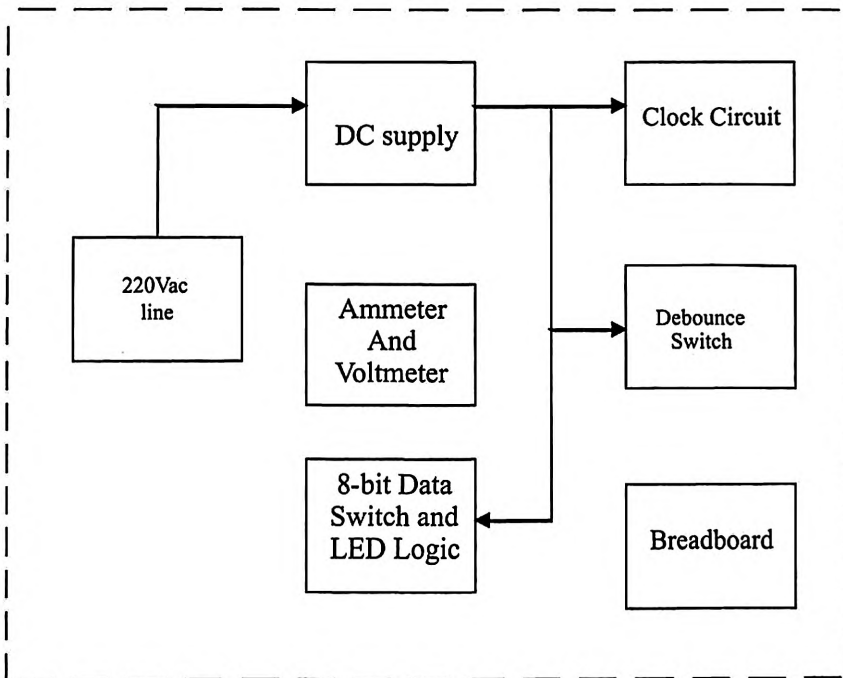 DC supply
Clock Circuit
220Vac
line
Ammeter
And
Voltmeter
Debounce
Switch
8-bit Data
Switch and
LED Logic
Breadboard